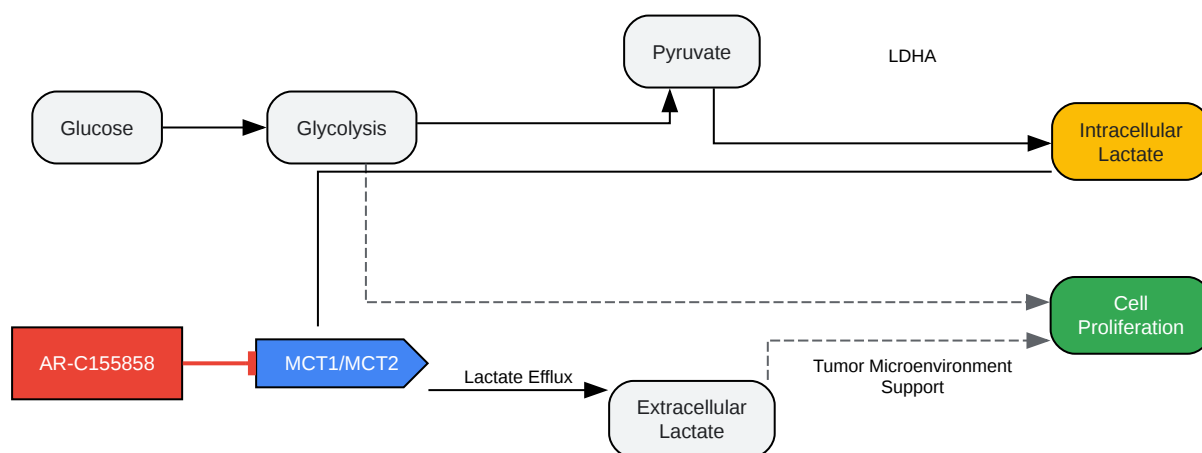 Pyruvate
LDHA
Glucose
Glycolysis
Intracellular
Lactate
Cell
Proliferation
AR-C155858
MCT1/MCT2
Lactate Efflux
Tumor Microenvironment
Support
Extracellular
Lactate